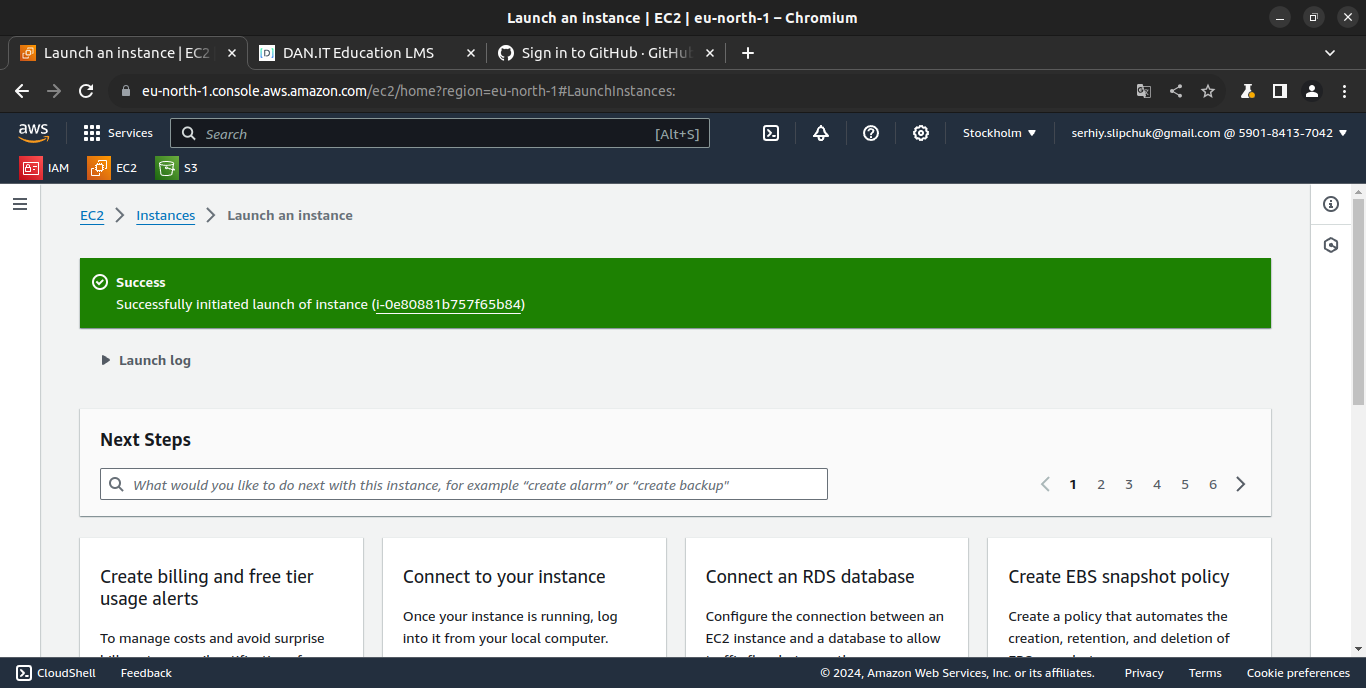 Launch an instance | EC2 | eu-north-1 – Chromium
Launch an instance | EC2
DAN.IT Education LMS
Sign in to GitHub · GitHub
eu-north-1.console.aws.amazon.com/ec2/home?region=eu-north-1#LaunchInstances:
aws
Services
Search
[Alt+S]
Stockholm
serhiy.slipchuk@gmail.com @ 5901-8413-7042
IAM
EC2
S3
EC2
Instances
Launch an instance
Success
Successfully initiated launch of instance (i-0e80881b757f65b84)
Launch log
Next Steps
What would you like to do next with this instance, for example “create alarm” or “create backup”
1 2 3 4 5 6
Create billing and free tier
usage alerts
To manage costs and avoid surprise
Connect to your instance
Once your instance is running, log
into it from your local computer.
Connect an RDS database
Configure the connection between an
EC2 instance and a database to allow
Create EBS snapshot policy
Create a policy that automates the
creation, retention, and deletion of
CloudShell
Feedback
© 2024, Amazon Web Services, Inc. or its affiliates.
Privacy
Terms
Cookie preferences